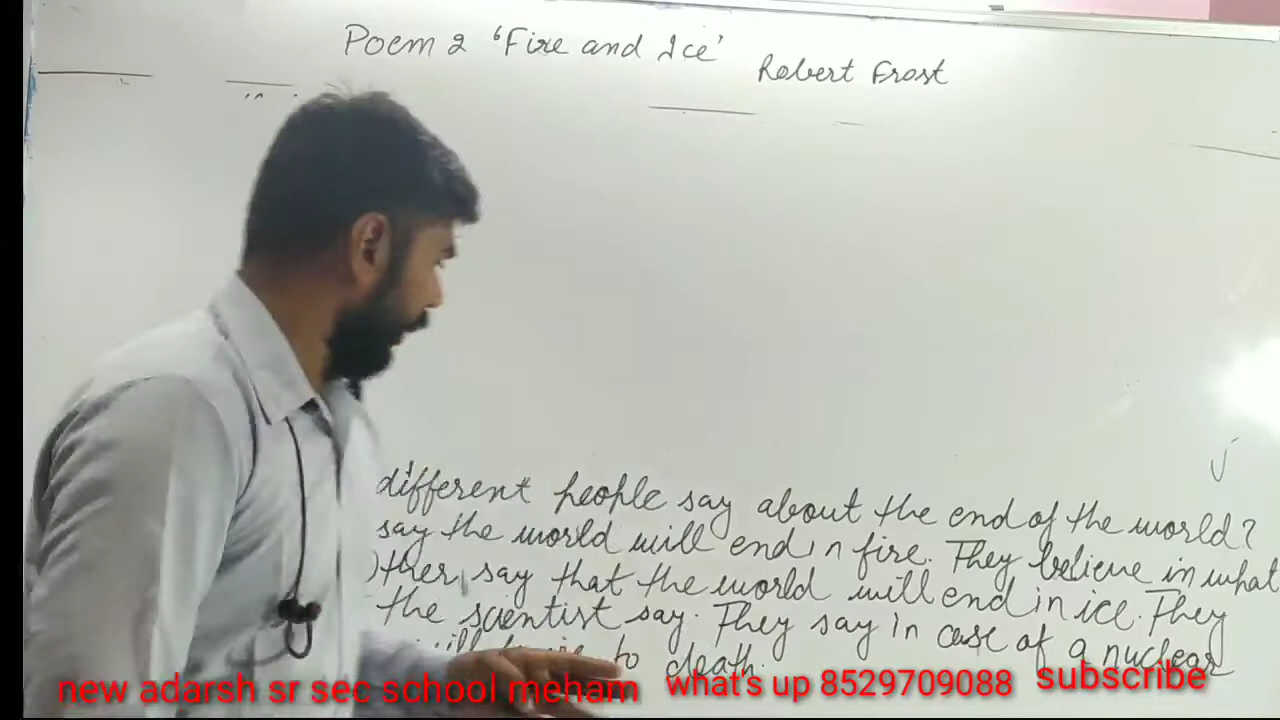 Poem 2 'Fire and Ice'
Robert Frost
different people say about the end of the world?
say the world will end in fire. They believe in what
ther say that the world will end in ice. They
the scientist say. They say in case of a nuclear
to death.
new adarsh sr sec school meham what's up 8529709088 subscribe